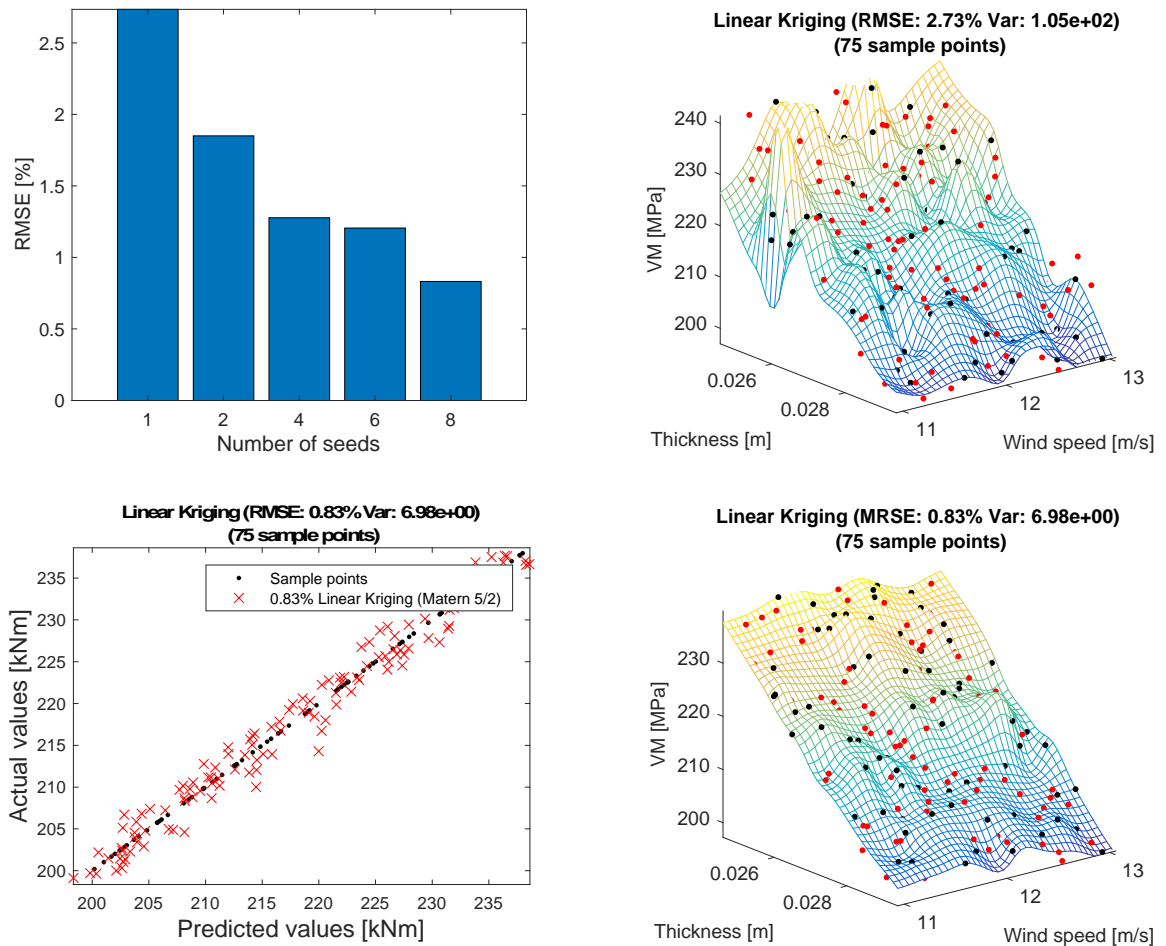 2.5
2
1.5
1
0.5
0
RMSE [%]
1
2
4
6
8
Number of seeds
Linear Kriging (RMSE: 2.73% Var: 1.05e+02)
(75 sample points)
240
230
220
210
200
VM [MPa]
0.026
0.028
Thickness [m]
11
12
13
Wind speed [m/s]
Linear Kriging (RMSE: 0.83% Var: 6.98e+00)
(75 sample points)
Sample points
0.83% Linear Kriging (Matern 5/2)
235
230
225
220
215
210
205
200
Actual values [kNm]
200
205
210
215
220
225
230
235
Predicted values [kNm]
Linear Kriging (MRSE: 0.83% Var: 6.98e+00)
(75 sample points)
230
220
210
200
VM [MPa]
0.026
0.028
Thickness [m]
11
12
13
Wind speed [m/s]